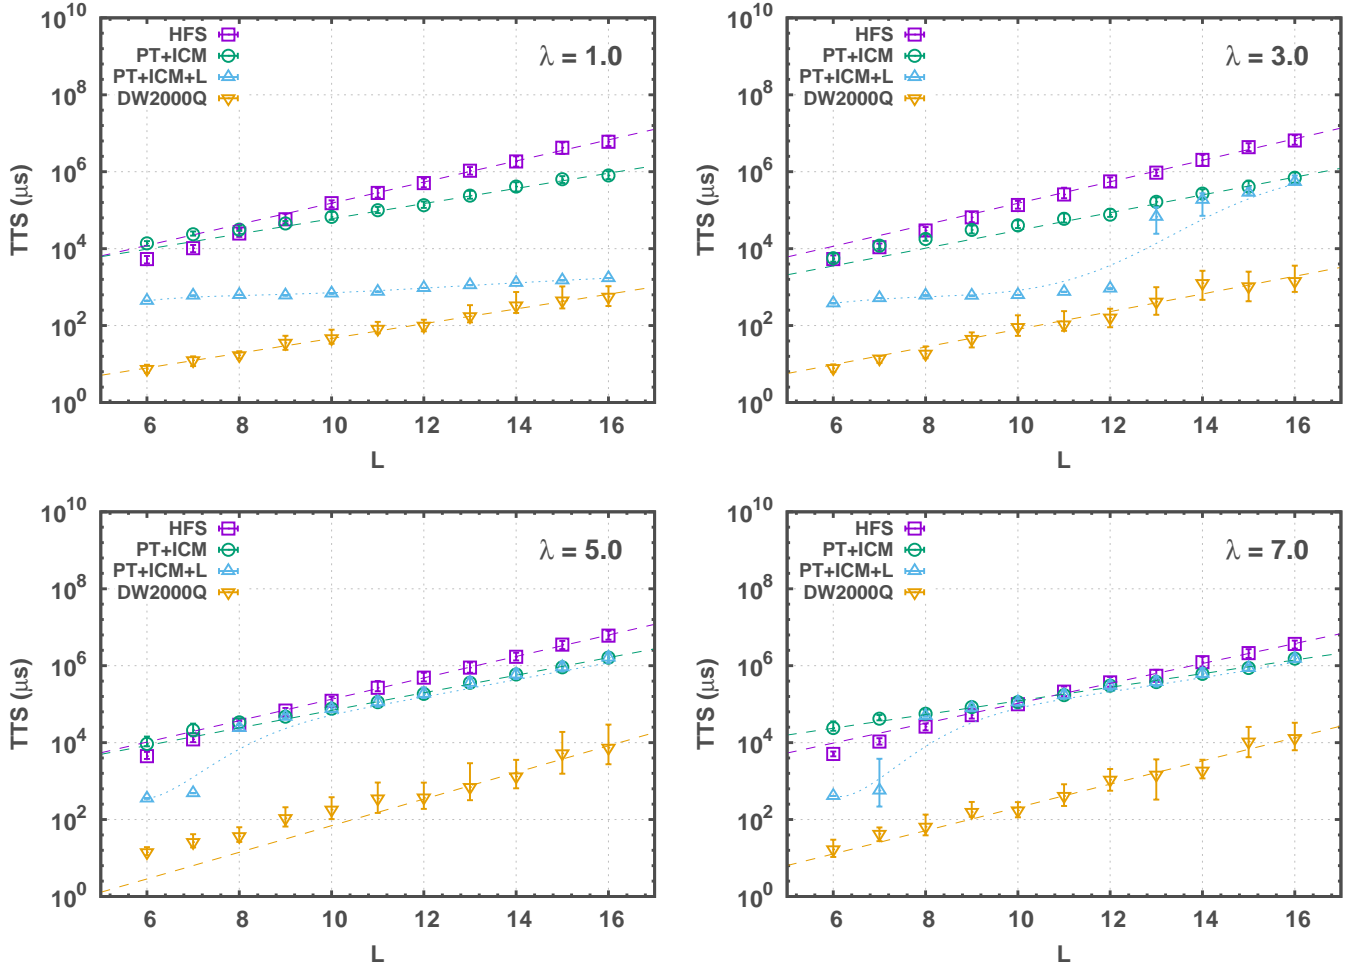 10^10
10^8
10^6
10^4
10^2
10^0
TTS (μs)
HFS
PT+ICM
PT+ICM+L
DW2000Q
λ = 1.0
6 8 10 12 14 16
L
10^10
10^8
10^6
10^4
10^2
10^0
TTS (μs)
HFS
PT+ICM
PT+ICM+L
DW2000Q
λ = 3.0
6 8 10 12 14 16
L
10^10
10^8
10^6
10^4
10^2
10^0
TTS (μs)
HFS
PT+ICM
PT+ICM+L
DW2000Q
λ = 5.0
6 8 10 12 14 16
L
10^10
10^8
10^6
10^4
10^2
10^0
TTS (μs)
HFS
PT+ICM
PT+ICM+L
DW2000Q
λ = 7.0
6 8 10 12 14 16
L